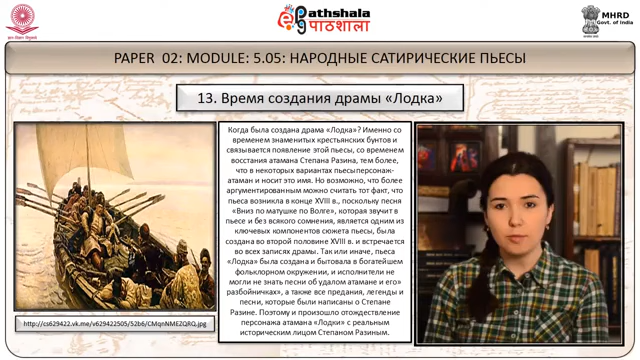 ePathshala
पाठशाला
MHRD
Govt. of India
PAPER 02: MODULE: 5.05: НАРОДНЫЕ САТИРИЧЕСКИЕ ПЬЕСЫ
13. Время создания драмы «Лодка»
Когда была создана драма «Лодка»? Именно со
временем знаменитых крестьянских бунтов и
связывается появление этой пьесы, со временем
восстания атамана Степана Разина, тем более,
что в некоторых вариантах пьесыперсонаж-
атаман и носит это имя. Но возможно, что более
аргументированным можно считать тот факт, что
пьеса возникла в конце XVIII в., поскольку песня
«Вниз по матушке по Волге», которая звучит в
пьесе и без всякого сомнения, является одним из
ключевых компонентов сюжета пьесы, была
создана во второй половине XVIII в. и встречается
во всех записях драмы. Так или иначе, пьеса
«Лодка» была создана и бытовала в богатейшем
фольклорном окружении, и исполнители не
могли не знать песни об удалом атамане и его»
разбойничках», а также все предания, легенды и
песни, которые были написаны о Степане
Разине. Поэтому и произошло отождествление
персонажа атамана «Лодки» с реальным
историческим лицом Степаном Разиным.
http://cs629422.vk.me/v629422505/52b6/CMqnNMEZQRQ.jpg